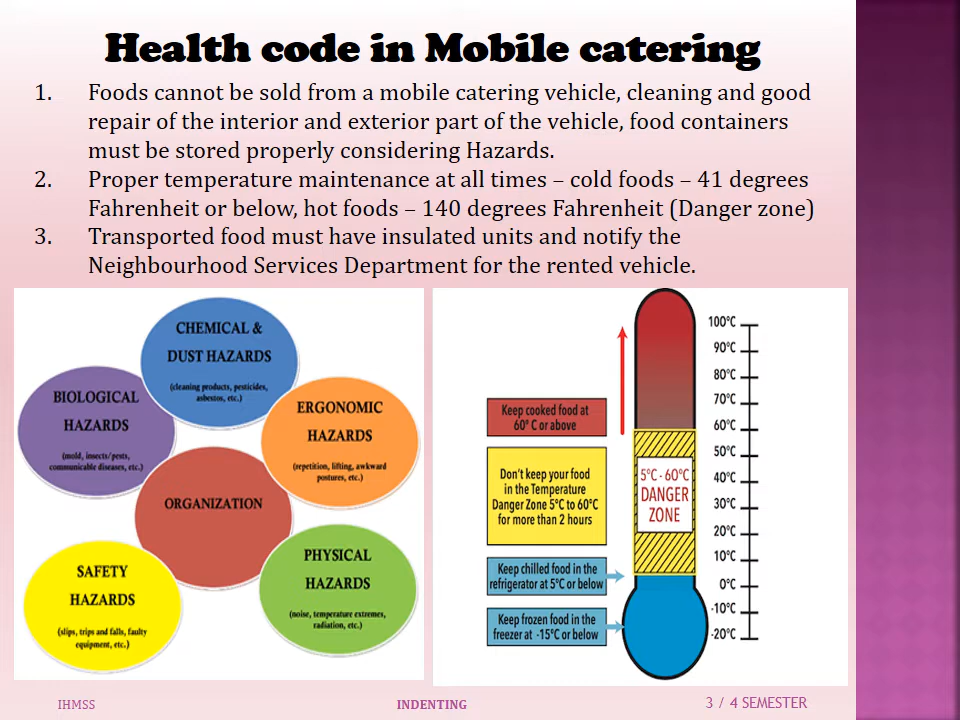 Health code in Mobile catering
1. Foods cannot be sold from a mobile catering vehicle, cleaning and good
repair of the interior and exterior part of the vehicle, food containers
must be stored properly considering Hazards.
2. Proper temperature maintenance at all times – cold foods – 41 degrees
Fahrenheit or below, hot foods – 140 degrees Fahrenheit (Danger zone)
3. Transported food must have insulated units and notify the
Neighbourhood Services Department for the rented vehicle.
CHEMICAL &
DUST HAZARDS
(cleaning products, pesticides,
asbestos, etc.)
BIOLOGICAL
HAZARDS
(mold, insects/pests,
communicable diseases, etc.)
ERGONOMIC
HAZARDS
(repetition, lifting, awkward
postures, etc.)
ORGANIZATION
SAFETY
HAZARDS
(slips, trips and falls, faulty
equipment, etc.)
PHYSICAL
HAZARDS
(noise, temperature extremes,
radiation, etc.)
Keep cooked food at
60° C or above
Don't keep your food
in the Temperature
Danger Zone 5°C to 60°C
for more than 2 hours
Keep chilled food in the
refrigerator at 5°C or below
Keep frozen food in the
freezer at -15°C or below
5°C - 60°C
DANGER
ZONE
100°C
90°C
80°C
70°C
60°C
50°C
40°C
30°C
20°C
10°C
0°C
-10°C
-20°C
IHMSS
INDENTING
3 / 4 SEMESTER